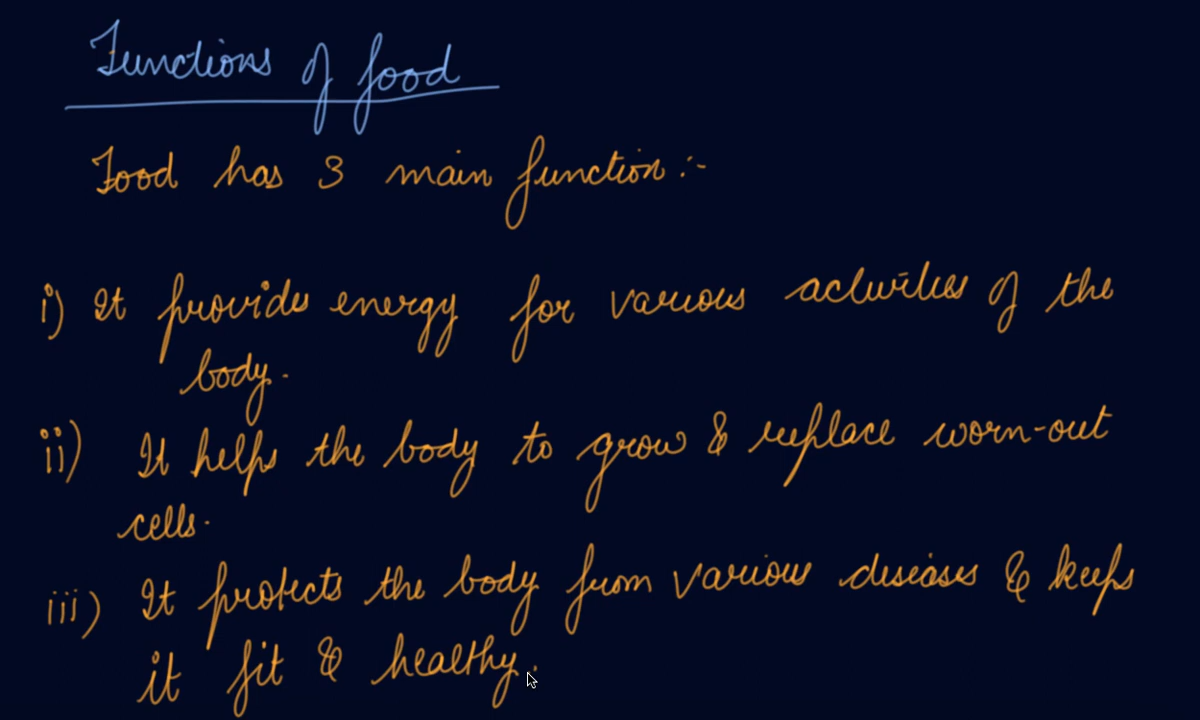 Functions of food
Food has 3 main function :-
i) It provides energy for various activities of the
body.
ii) It helps the body to grow & replace worn-out
cells.
iii) It protects the body from various diseases & keeps
it fit & healthy.